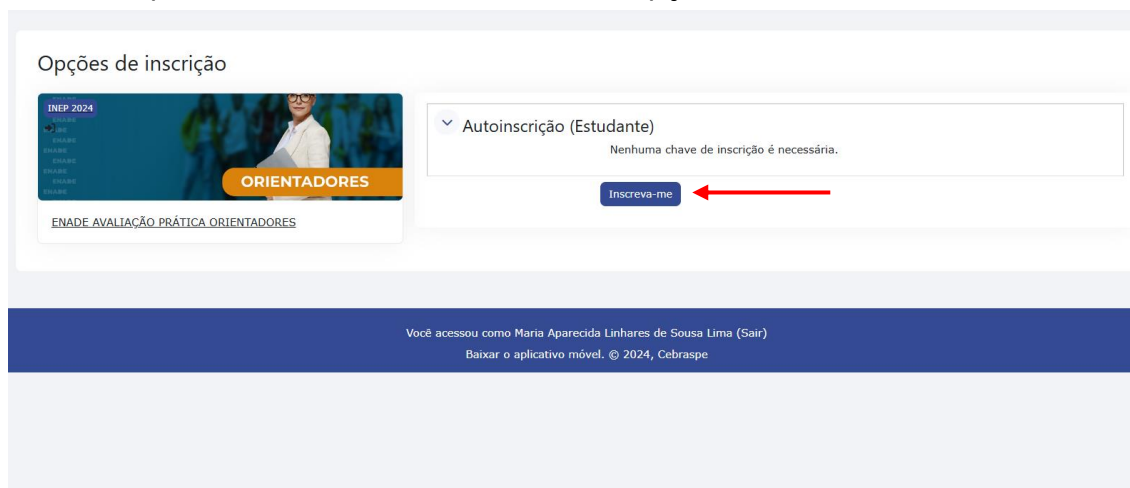 Opções de inscrição
INEP 2024
ORIENTADORES
ENADE AVALIAÇÃO PRÁTICA ORIENTADORES
Autoinscrição (Estudante)
Nenhuma chave de inscrição é necessária.
Inscreva-me
Você acessou como Maria Aparecida Linhares de Sousa Lima (Sair)
Baixar o aplicativo móvel. © 2024, Cebraspe